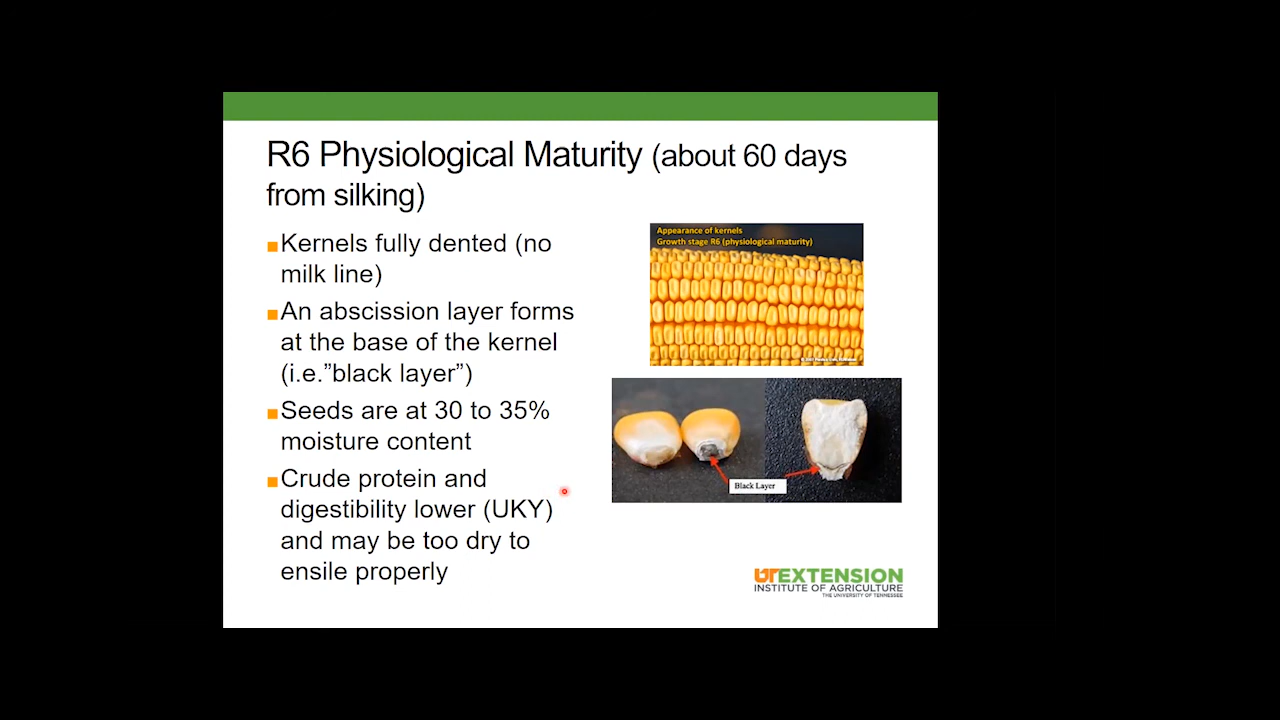 R6 Physiological Maturity (about 60 days
from silking)
Kernels fully dented (no
milk line)
An abscission layer forms
at the base of the kernel
(i.e.”black layer”)
Seeds are at 30 to 35%
moisture content
Crude protein and
digestibility lower (UKY)
and may be too dry to
ensile properly
Appearance of kernels
Growth stage R6 (physiological maturity)
Black Layer
UTEXTENSION
INSTITUTE OF AGRICULTURE
THE UNIVERSITY OF TENNESSEE